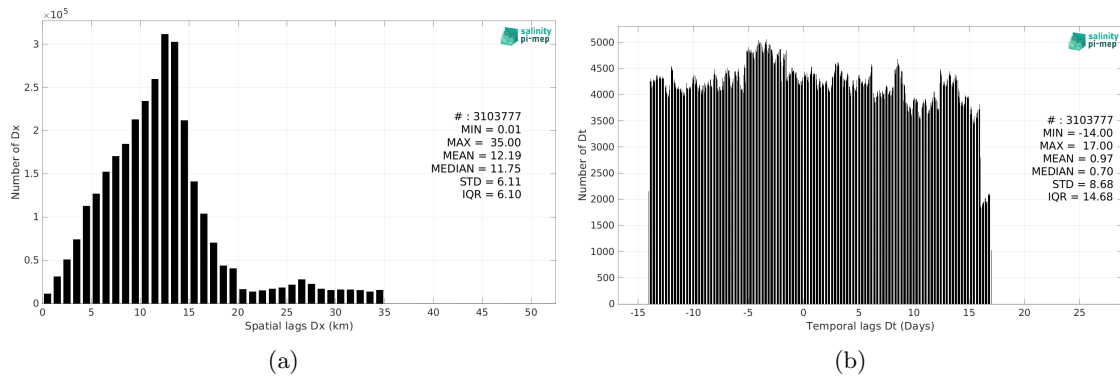 ×10⁵
3
2.5
2
1.5
1
0.5
0
Number of Dx
0 5 10 15 20 25 30 35 40 45 50
Spatial lags Dx (km)
salinity
pi-mep
# : 3103777
MIN = 0.01
MAX = 35.00
MEAN = 12.19
MEDIAN = 11.75
STD = 6.11
IQR = 6.10
(a)
5000
4500
4000
3500
3000
2500
2000
1500
1000
500
0
Number of Dt
-15 -10 -5 0 5 10 15 20 25
Temporal lags Dt (Days)
salinity
pi-mep
# : 3103777
MIN = -14.00
MAX = 17.00
MEAN = 0.97
MEDIAN = 0.70
STD = 8.68
IQR = 14.68
(b)